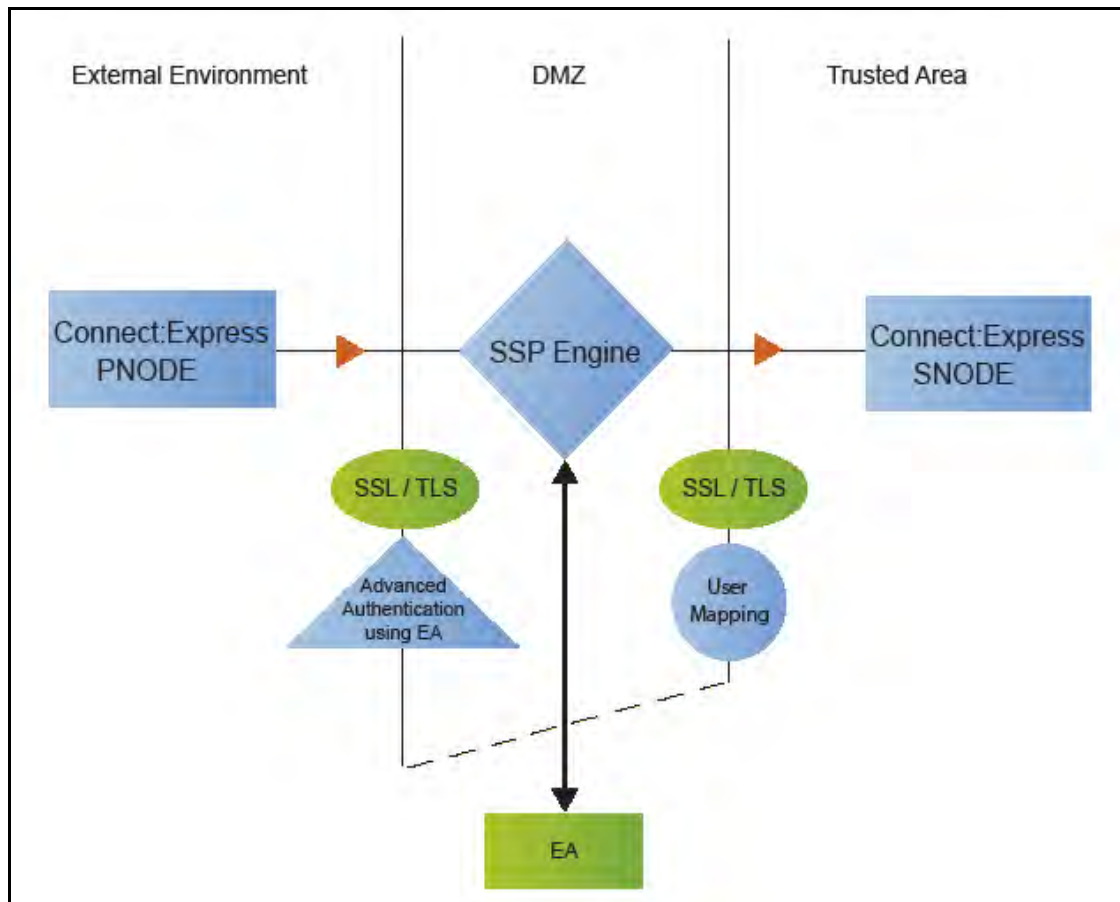 External Environment
DMZ
Trusted Area
Connect:Express
PNODE
SSP Engine
Connect:Express
SNODE
SSL / TLS
SSL / TLS
Advanced
Authentication
using EA
User
Mapping
EA